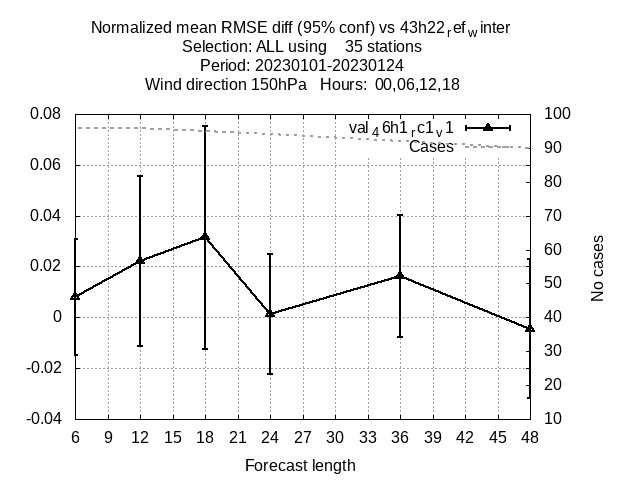 Normalized mean RMSE diff (95% conf) vs 43h22refwinter
Selection: ALL using 35 stations
Period: 20230101-20230124
Wind direction 150hPa Hours: 00,06,12,18
val46h1rc1v1
Cases
0.08
0.06
0.04
0.02
0
-0.02
-0.04
100
90
80
70
60
50
40
30
20
10
No cases
6 9 12 15 18 21 24 27 30 33 36 39 42 45 48
Forecast length